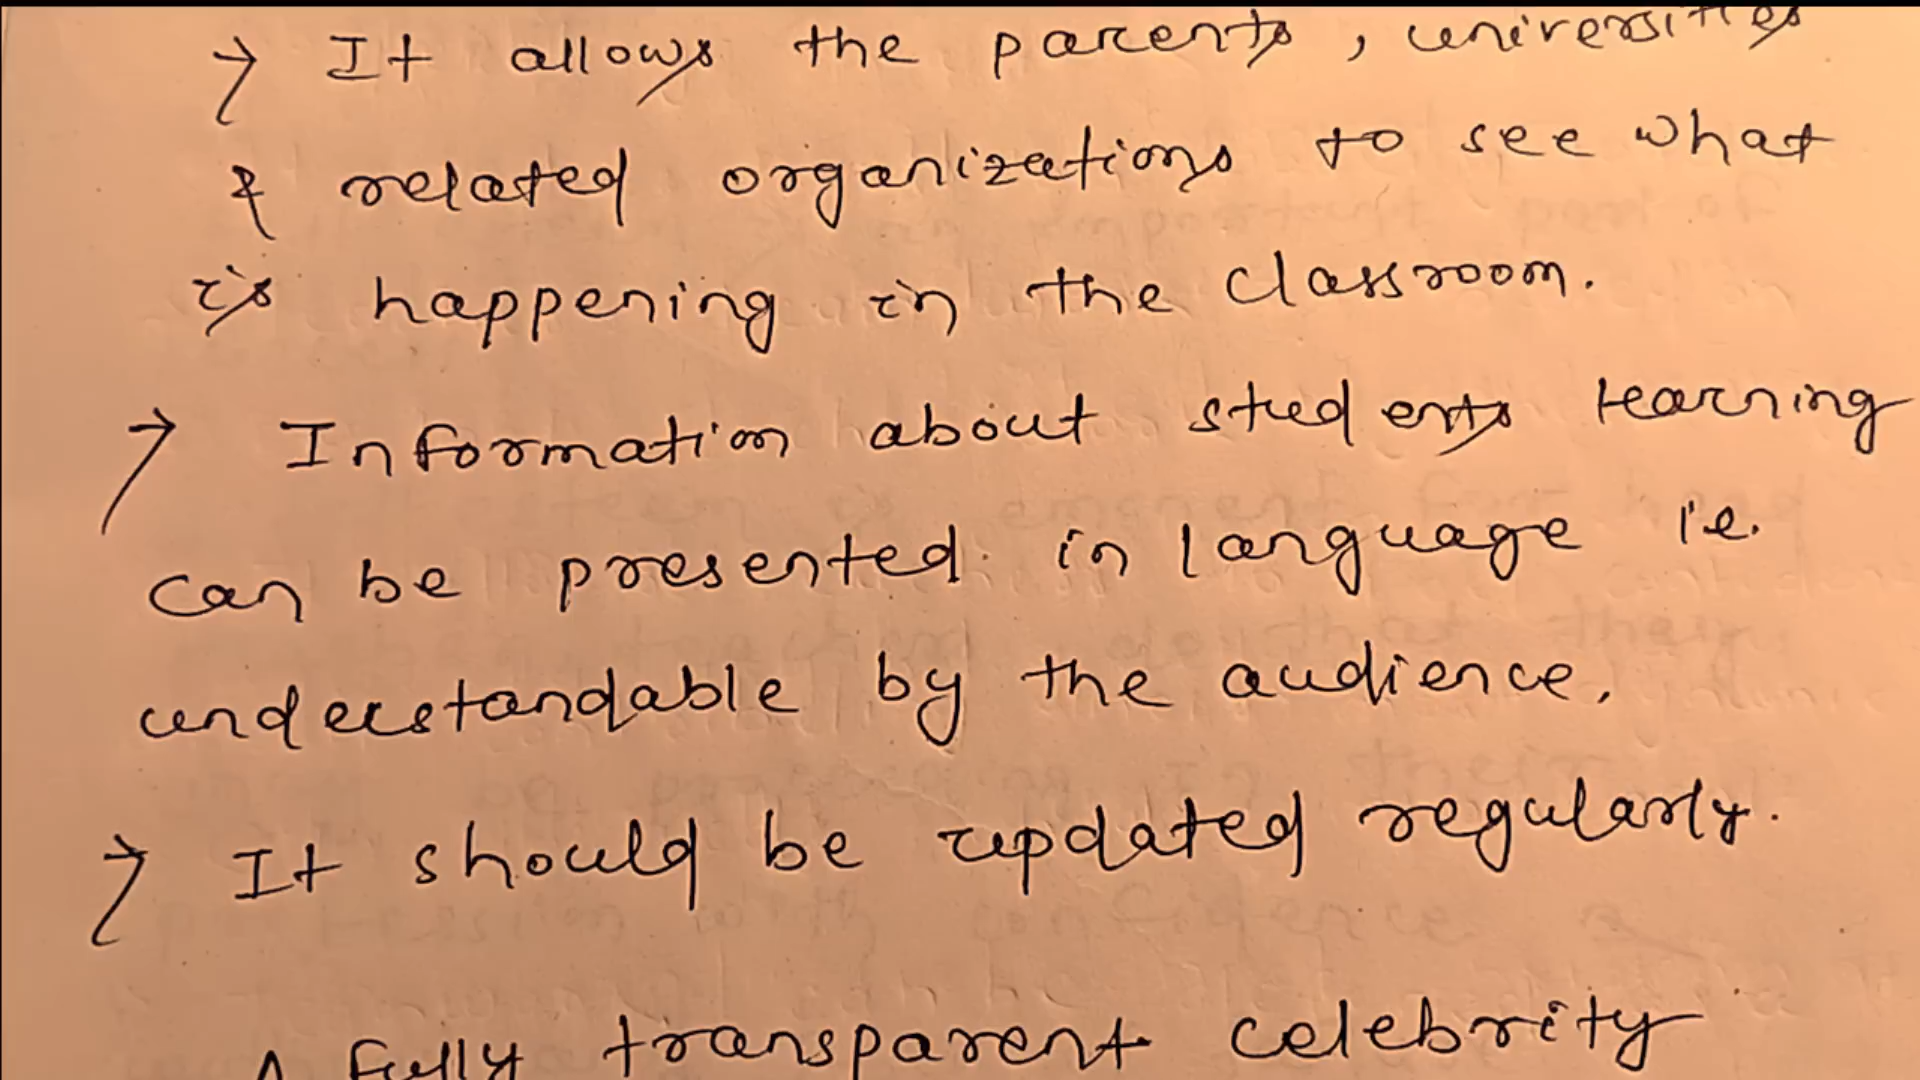 → It allows the parents, universities
& related organizations to see what
is happening in the classroom.
→ Information about students learning
can be presented in language i.e.
understandable by the audience.
→ It should be updated regularly.
A fully transparent celebrity